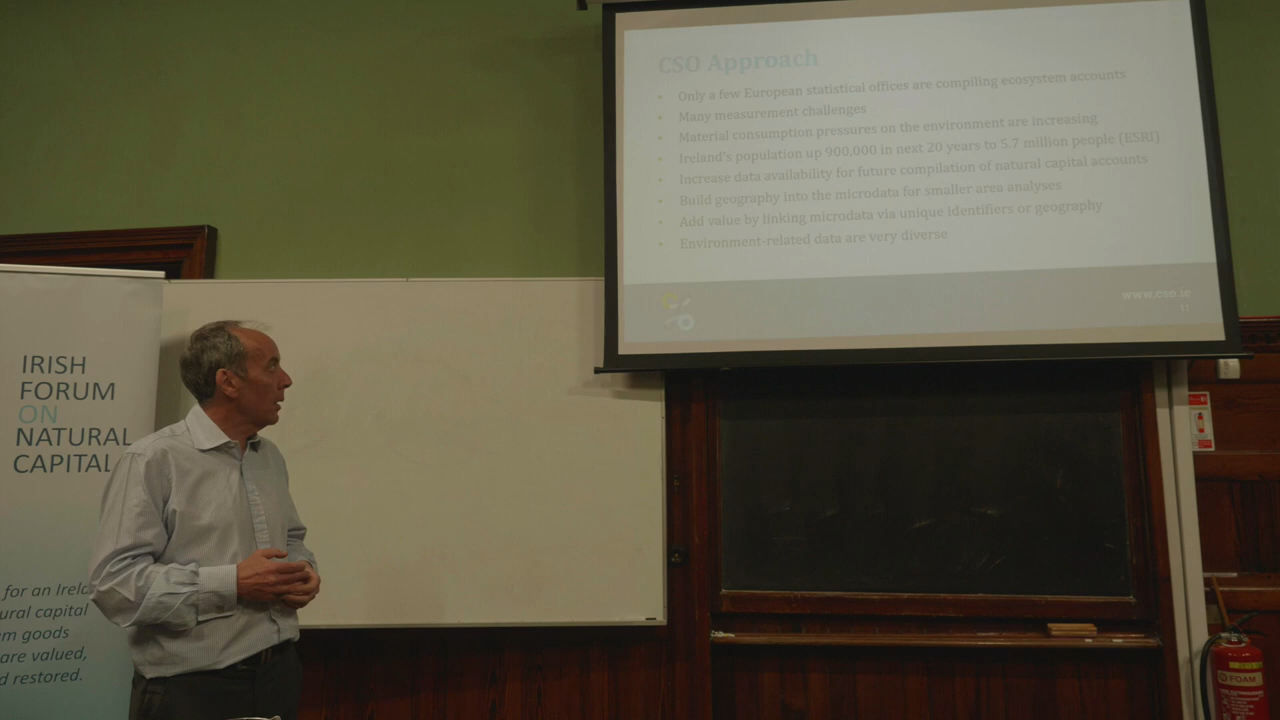 CSO Approach
• Only a few European statistical offices are compiling ecosystem accounts
• Many measurement challenges
• Material consumption pressures on the environment are increasing
• Ireland's population up 900,000 in next 20 years to 5.7 million people (ESRI)
• Increase data availability for future compilation of natural capital accounts
• Build geography into the microdata for smaller area analyses
• Add value by linking microdata via unique identifiers or geography
• Environment-related data are very diverse
www.cso.ie
11
IRISH
FORUM
ON
NATURAL
CAPITAL
for an
capital
goods
are valued,
restored.
FOAM